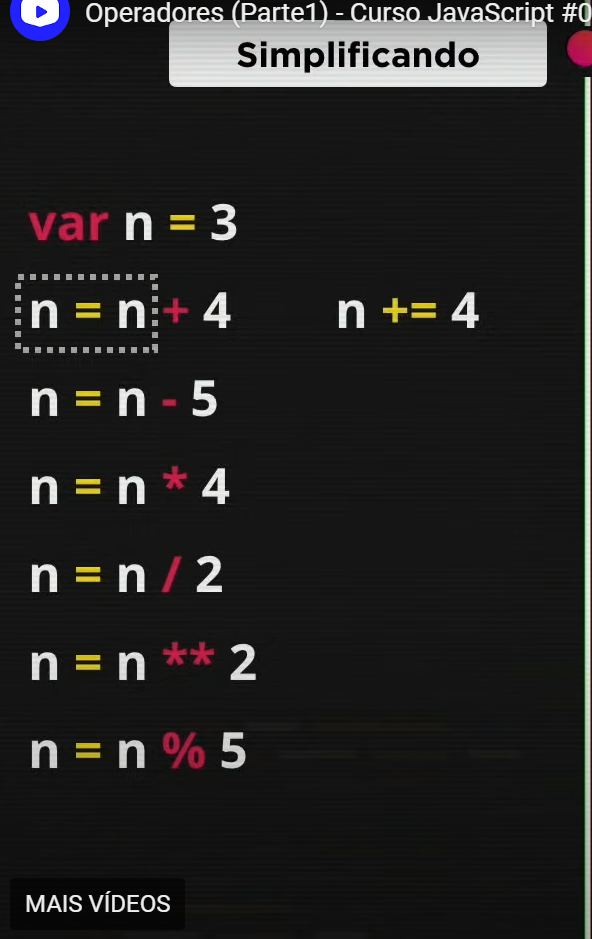 Operadores (Parte1) - Curso JavaScript #0
Simplificando
var n = 3
n = n + 4 n += 4
n = n - 5
n = n * 4
n = n / 2
n = n ** 2
n = n % 5
MAIS VÍDEOS